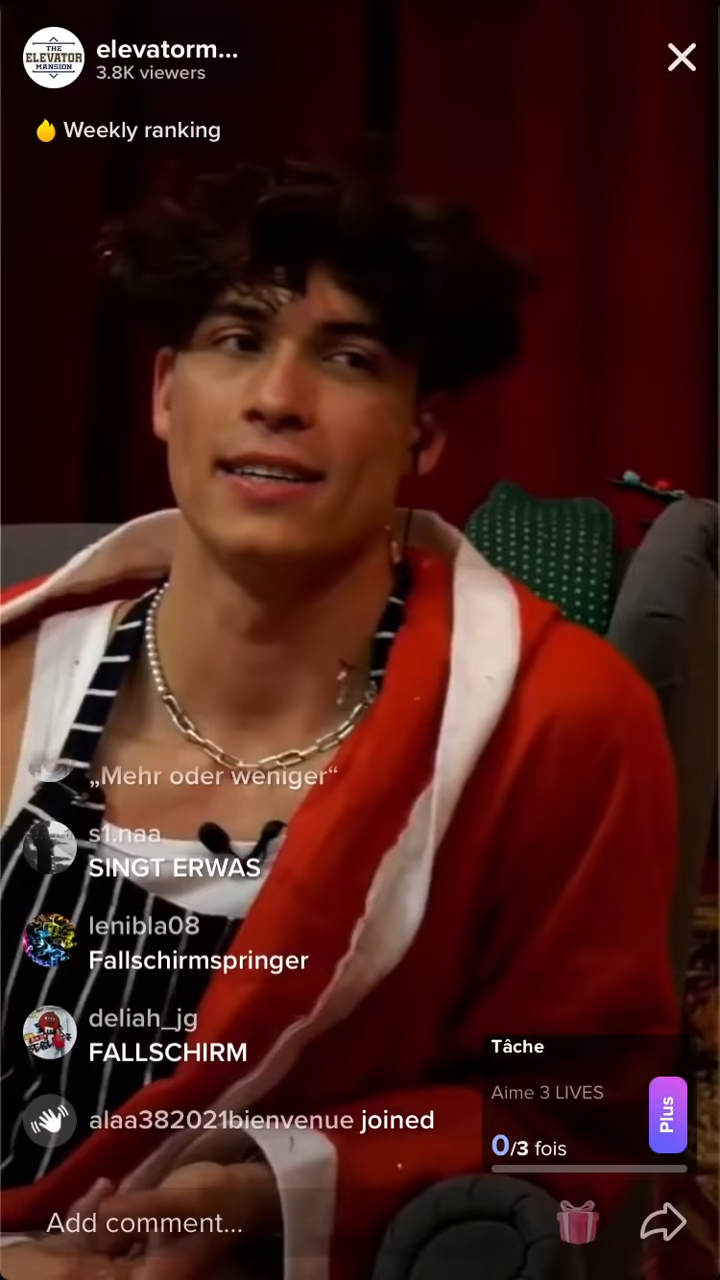 THE
ELEVATOR
MANSION
elevatorm...
3.8K viewers
Weekly ranking
„Mehr oder weniger“
s1.naa
SINGT ERWAS
lenibla08
Fallschirmspringer
deliah_jg
FALLSCHIRM
alaa382021bienvenue joined
Tâche
Aime 3 LIVES
0/3 fois
Plus
Add comment...